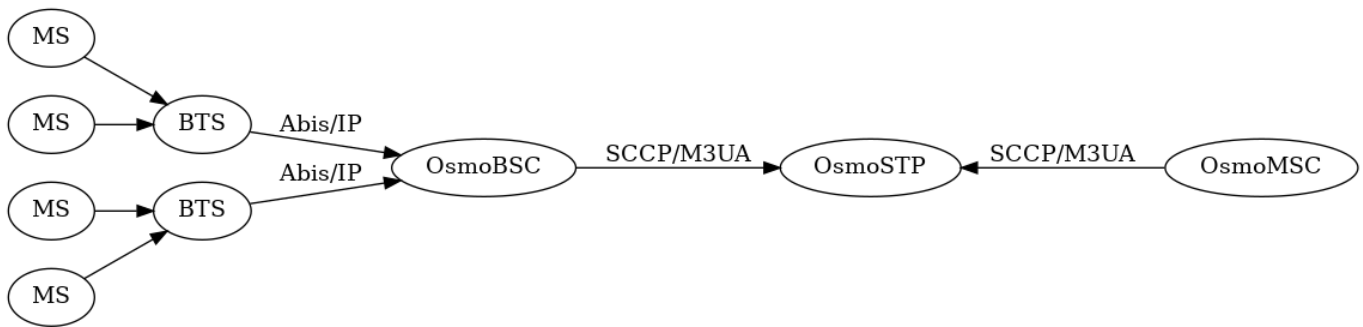 MS
MS
MS
MS
BTS
BTS
Abis/IP
Abis/IP
OsmoBSC
SCCP/M3UA
OsmoSTP
SCCP/M3UA
OsmoMSC